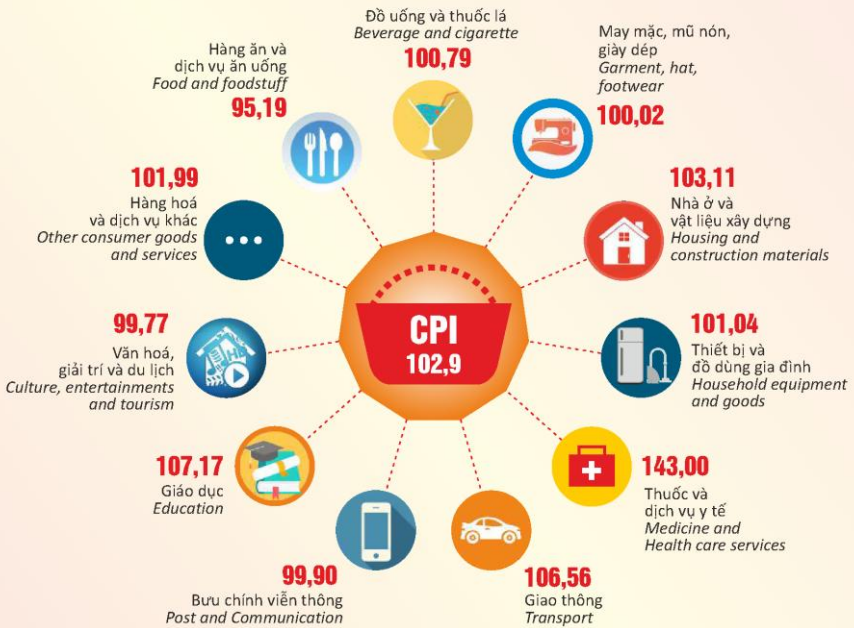 Đồ uống và thuốc lá
Beverage and cigarette
100,79
May mặc, mũ nón,
giày dép
Garment, hat,
footwear
100,02
103,11
Nhà ở và
vật liệu xây dựng
Housing and
construction materials
101,04
Thiết bị và
đồ dùng gia đình
Household equipment
and goods
143,00
Thuốc và
dịch vụ y tế
Medicine and
Health care services
106,56
Giao thông
Transport
99,90
Bưu chính viễn thông
Post and Communication
107,17
Giáo dục
Education
99,77
Văn hoá,
giải trí và du lịch
Culture, entertainments
and tourism
101,99
Hàng hoá
và dịch vụ khác
Other consumer goods
and services
Hàng ăn và
dịch vụ ăn uống
Food and foodstuff
95,19
CPI
102,9